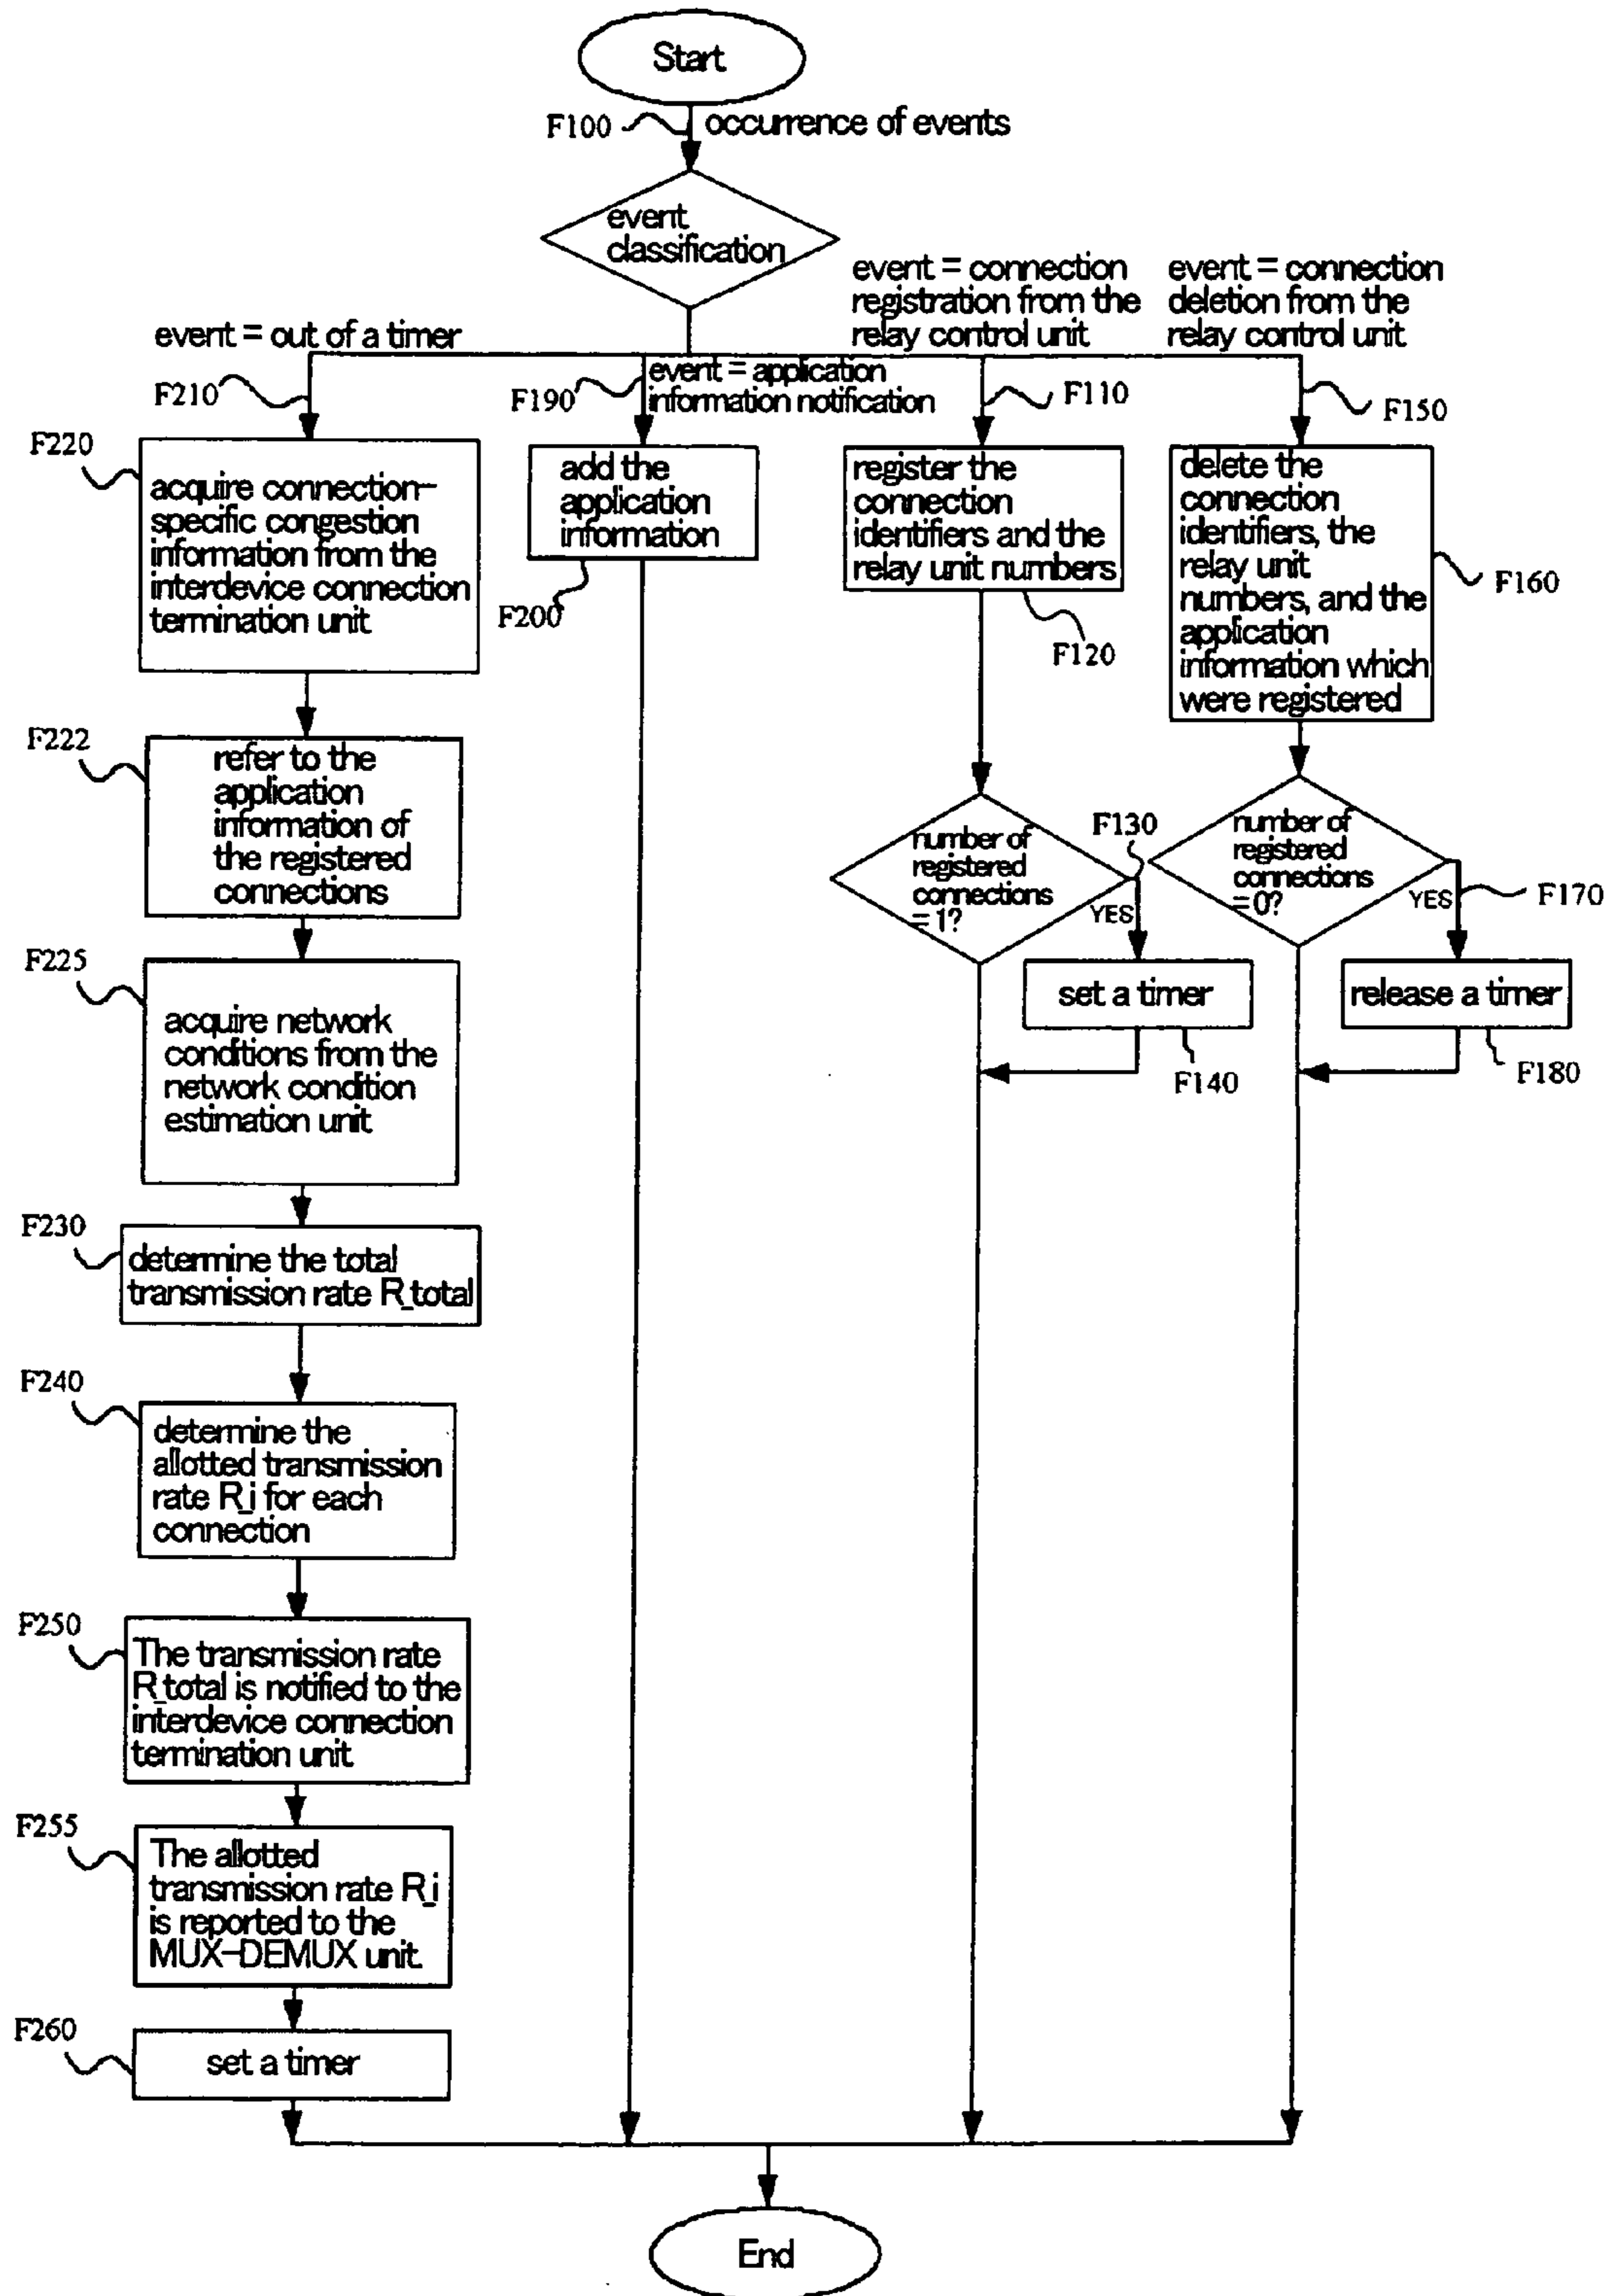 Start
F100
occurrence of events
event
classification
event = out of a timer
F210
F190
event = application
information notification
event = connection
registration from the
relay control unit
F110
event = connection
deletion from the
relay control unit
F150
F220
acquire connection-
specific congestion
information from the
interdevice connection
termination unit
add the
application
information
F200
register the
connection
identifiers and the
relay unit numbers
F120
delete the
connection
identifiers, the
relay unit
numbers, and the
application
information which
were registered
F160
F222
refer to the
application
information of
the registered
connections
number of
registered
connections
=1?
F130
YES
set a timer
F140
number of
registered
connections
=0?
YES
F170
release a timer
F180
F225
acquire network
conditions from the
network condition
estimation unit
F230
determine the total
transmission rate R_total
F240
determine the
allotted transmission
rate R_i for each
connection
F250
The transmission rate
R_total is notified to the
interdevice connection
termination unit
F255
The allotted
transmission rate R_i
is reported to the
MUX-DEMUX unit.
F260
set a timer
End